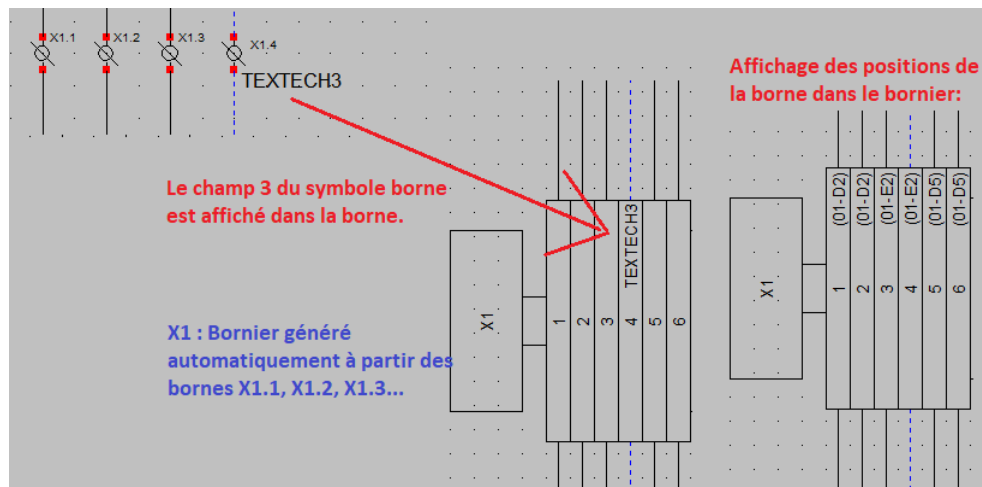 X1.1 X1.2 X1.3 X1.4
TEXTECH3
Le champ 3 du symbole borne
est affiché dans la borne.
X1 : Bornier généré
automatiquement à partir des
bornes X1.1, X1.2, X1.3...
X1
TEXTECH3
1 2 3 4 5 6
Affichage des positions de
la borne dans le bornier:
(01-D2) (01-D2) (01-E2) (01-E2) (01-D5) (01-D5)
X1
1 2 3 4 5 6